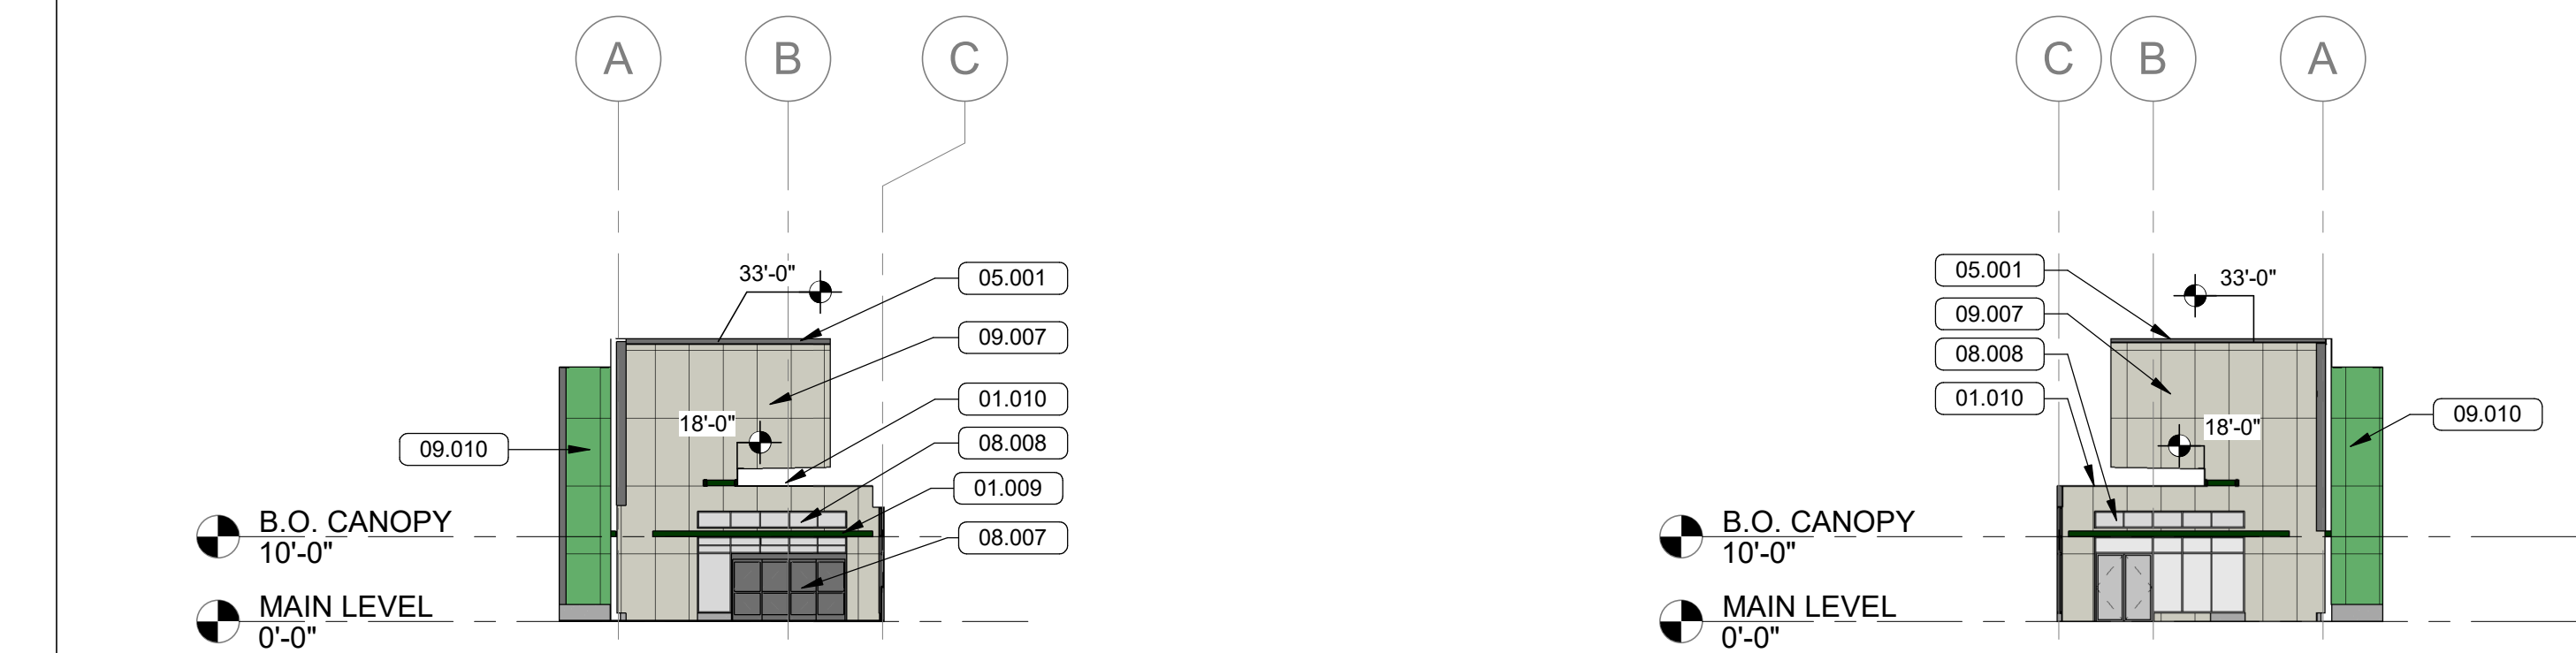 A
B
C
33'-0"
05.001
09.007
18'-0"
01.010
09.010
08.008
01.009
B.O. CANOPY
10'-0"
08.007
MAIN LEVEL
0'-0"
C
B
A
05.001
33'-0"
09.007
08.008
01.010
18'-0"
09.010
B.O. CANOPY
10'-0"
MAIN LEVEL
0'-0"